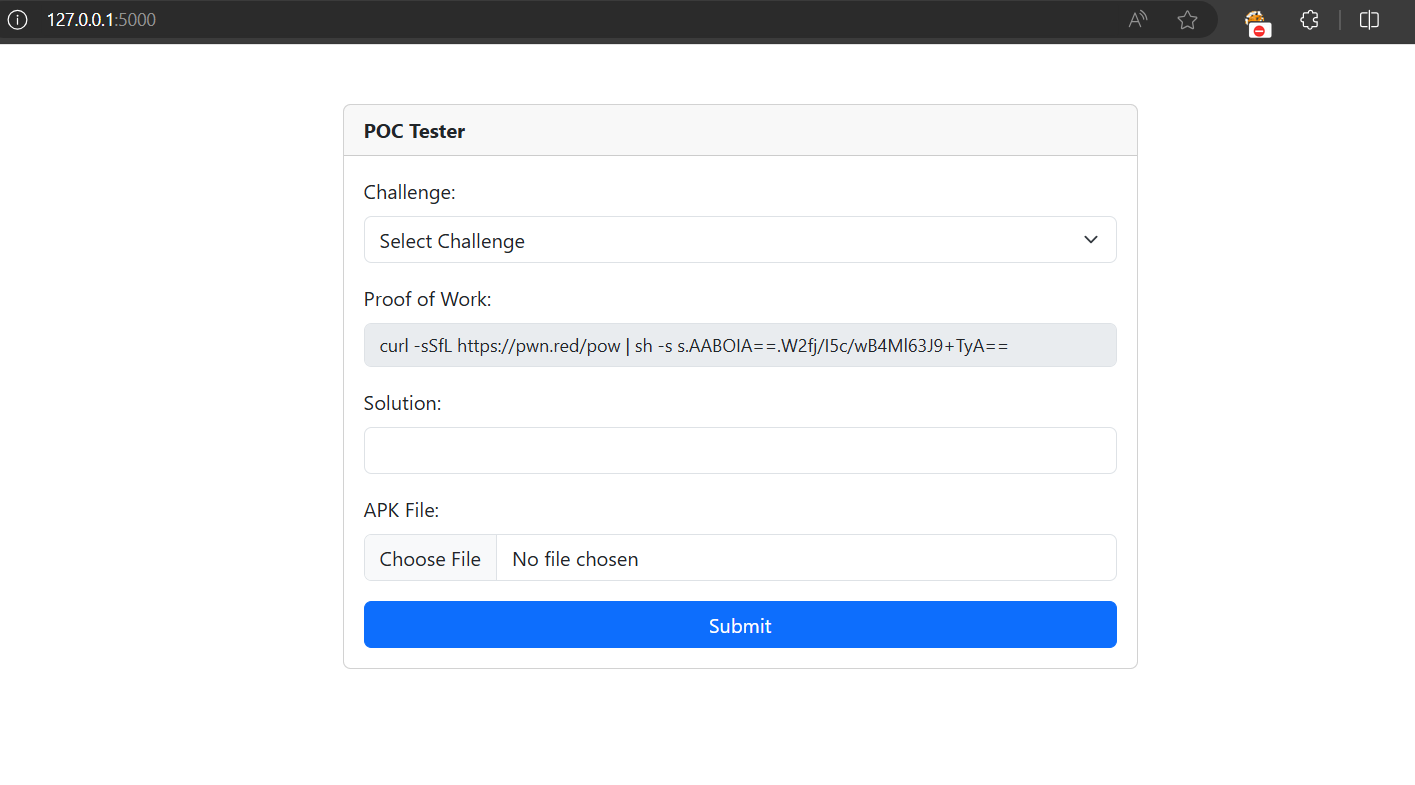 127.0.0.1:5000
POC Tester
Challenge:
Select Challenge
Proof of Work:
curl -sSfL https://pwn.red/pow | sh -s s.AABOIA==.W2fj/I5c/wB4Ml63J9+TyA==
Solution:
APK File:
Choose File No file chosen
Submit